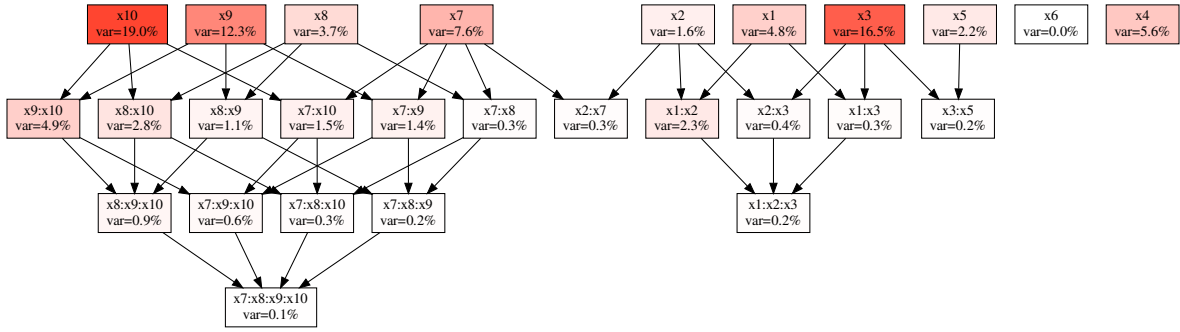 x10
var=19.0%
x9
var=12.3%
x8
var=3.7%
x7
var=7.6%
x2
var=1.6%
x1
var=4.8%
x3
var=16.5%
x5
var=2.2%
x6
var=0.0%
x4
var=5.6%
x9:x10
var=4.9%
x8:x10
var=2.8%
x8:x9
var=1.1%
x7:x10
var=1.5%
x7:x9
var=1.4%
x7:x8
var=0.3%
x2:x7
var=0.3%
x1:x2
var=2.3%
x2:x3
var=0.4%
x1:x3
var=0.3%
x3:x5
var=0.2%
x8:x9:x10
var=0.9%
x7:x9:x10
var=0.6%
x7:x8:x10
var=0.3%
x7:x8:x9
var=0.2%
x1:x2:x3
var=0.2%
x7:x8:x9:x10
var=0.1%